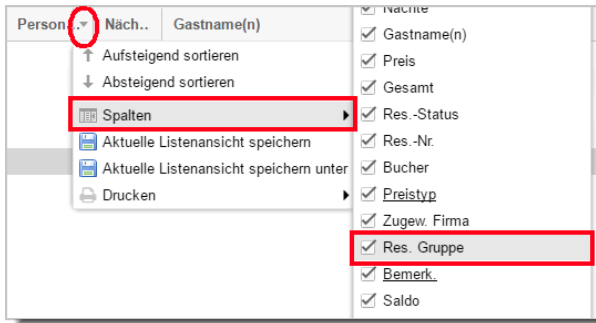 Person... Näch.. Gastname(n)
Aufsteigend sortieren
Absteigend sortieren
Spalten
Aktuelle Listenansicht speichern
Aktuelle Listenansicht speichern unter
Drucken
Nächte
Gastname(n)
Preis
Gesamt
Res.-Status
Res.-Nr.
Bucher
Preistyp
Zugew. Firma
Res. Gruppe
Bemerk.
Saldo